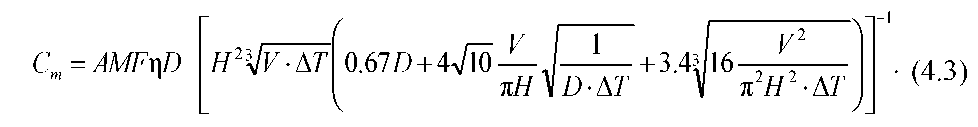 C_m = AMFηD [H² ∛(V · ΔT) (0.67D + 4√10 V/(πH) √(1/(D · ΔT)) + 3.4 ∛(16 V²/(π²H² · ΔT)))]⁻¹ · (4.3)